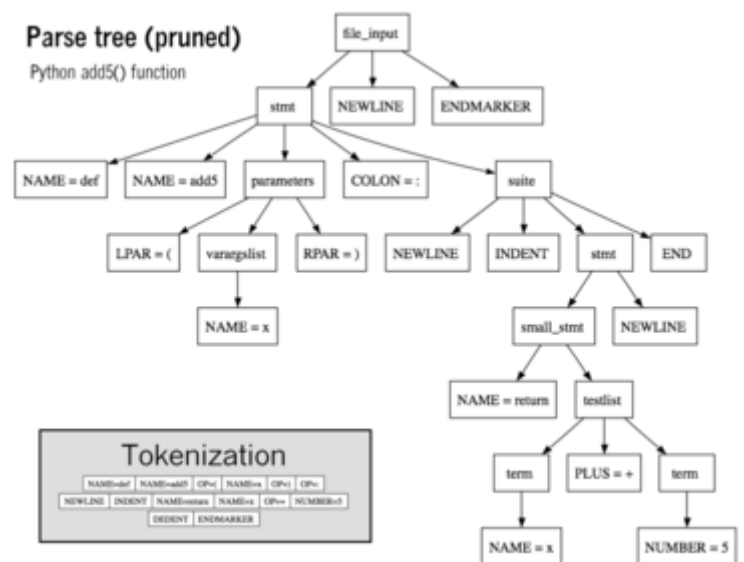 Parse tree (pruned)
Python add5() function
file_input
stmt NEWLINE ENDMARKER
NAME = def NAME = add5 parameters COLON = : suite
LPAR = ( varargslist RPAR = ) NEWLINE INDENT stmt END
NAME = x small_stmt NEWLINE
NAME = return testlist
term PLUS = + term
NAME = x NUMBER = 5
Tokenization
NAME=def NAME=add5 OP=( NAME=x OP=) OP=:
NEWLINE INDENT NAME=return NAME=x NUMBER=5
DEDENT ENDMARKER